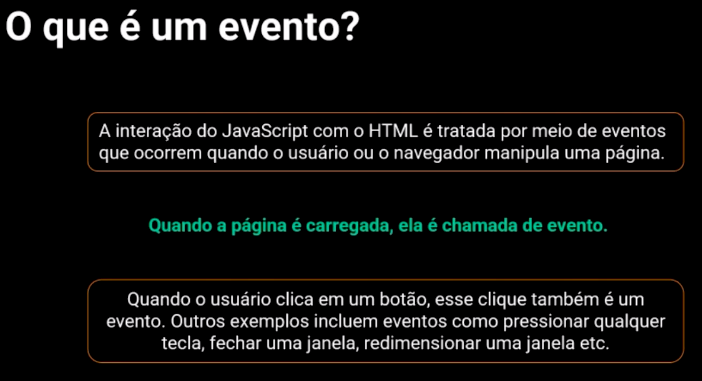 O que é um evento?
A interação do JavaScript com o HTML é tratada por meio de eventos
que ocorrem quando o usuário ou o navegador manipula uma página.
Quando a página é carregada, ela é chamada de evento.
Quando o usuário clica em um botão, esse clique também é um
evento. Outros exemplos incluem eventos como pressionar qualquer
tecla, fechar uma janela, redimensionar uma janela etc.